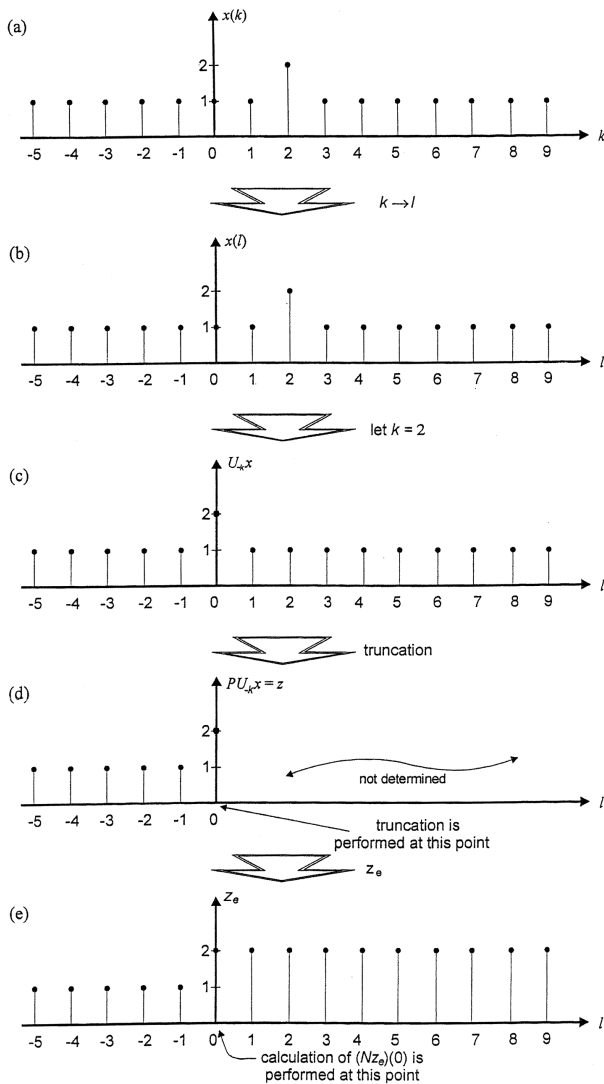 (a)
x(k)
2
1
-5 -4 -3 -2 -1 0 1 2 3 4 5 6 7 8 9 k
k→l
(b)
x(l)
2
1
-5 -4 -3 -2 -1 0 1 2 3 4 5 6 7 8 9 l
let k = 2
(c)
U₋ₖx
2
1
-5 -4 -3 -2 -1 0 1 2 3 4 5 6 7 8 9 l
truncation
(d)
PU₋ₖx = z
2
1
not determined
-5 -4 -3 -2 -1 0 l
truncation is
performed at this point
zₑ
(e)
zₑ
2
1
-5 -4 -3 -2 -1 0 1 2 3 4 5 6 7 8 9 l
calculation of (Nzₑ)(0) is
performed at this point